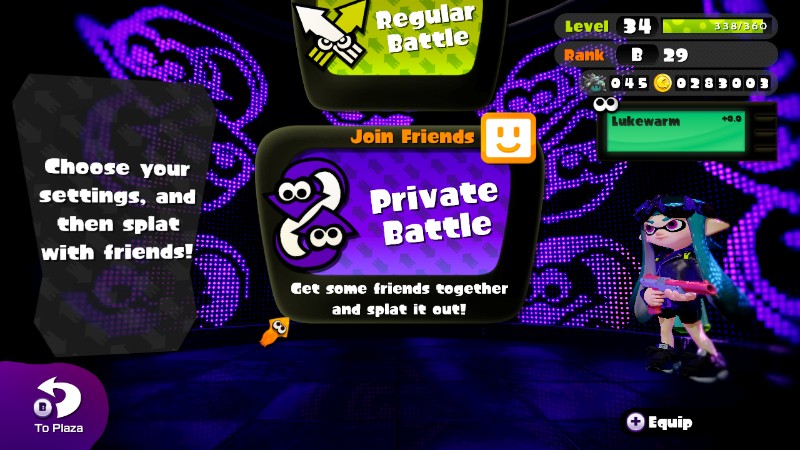 Regular
Battle
Level 34 338/360
Rank B 29
045 0283003
Lukewarm +0.0
Join Friends
Private
Battle
Get some friends together
and splat it out!
Choose your
settings, and
then splat
with friends!
B
To Plaza
+ Equip